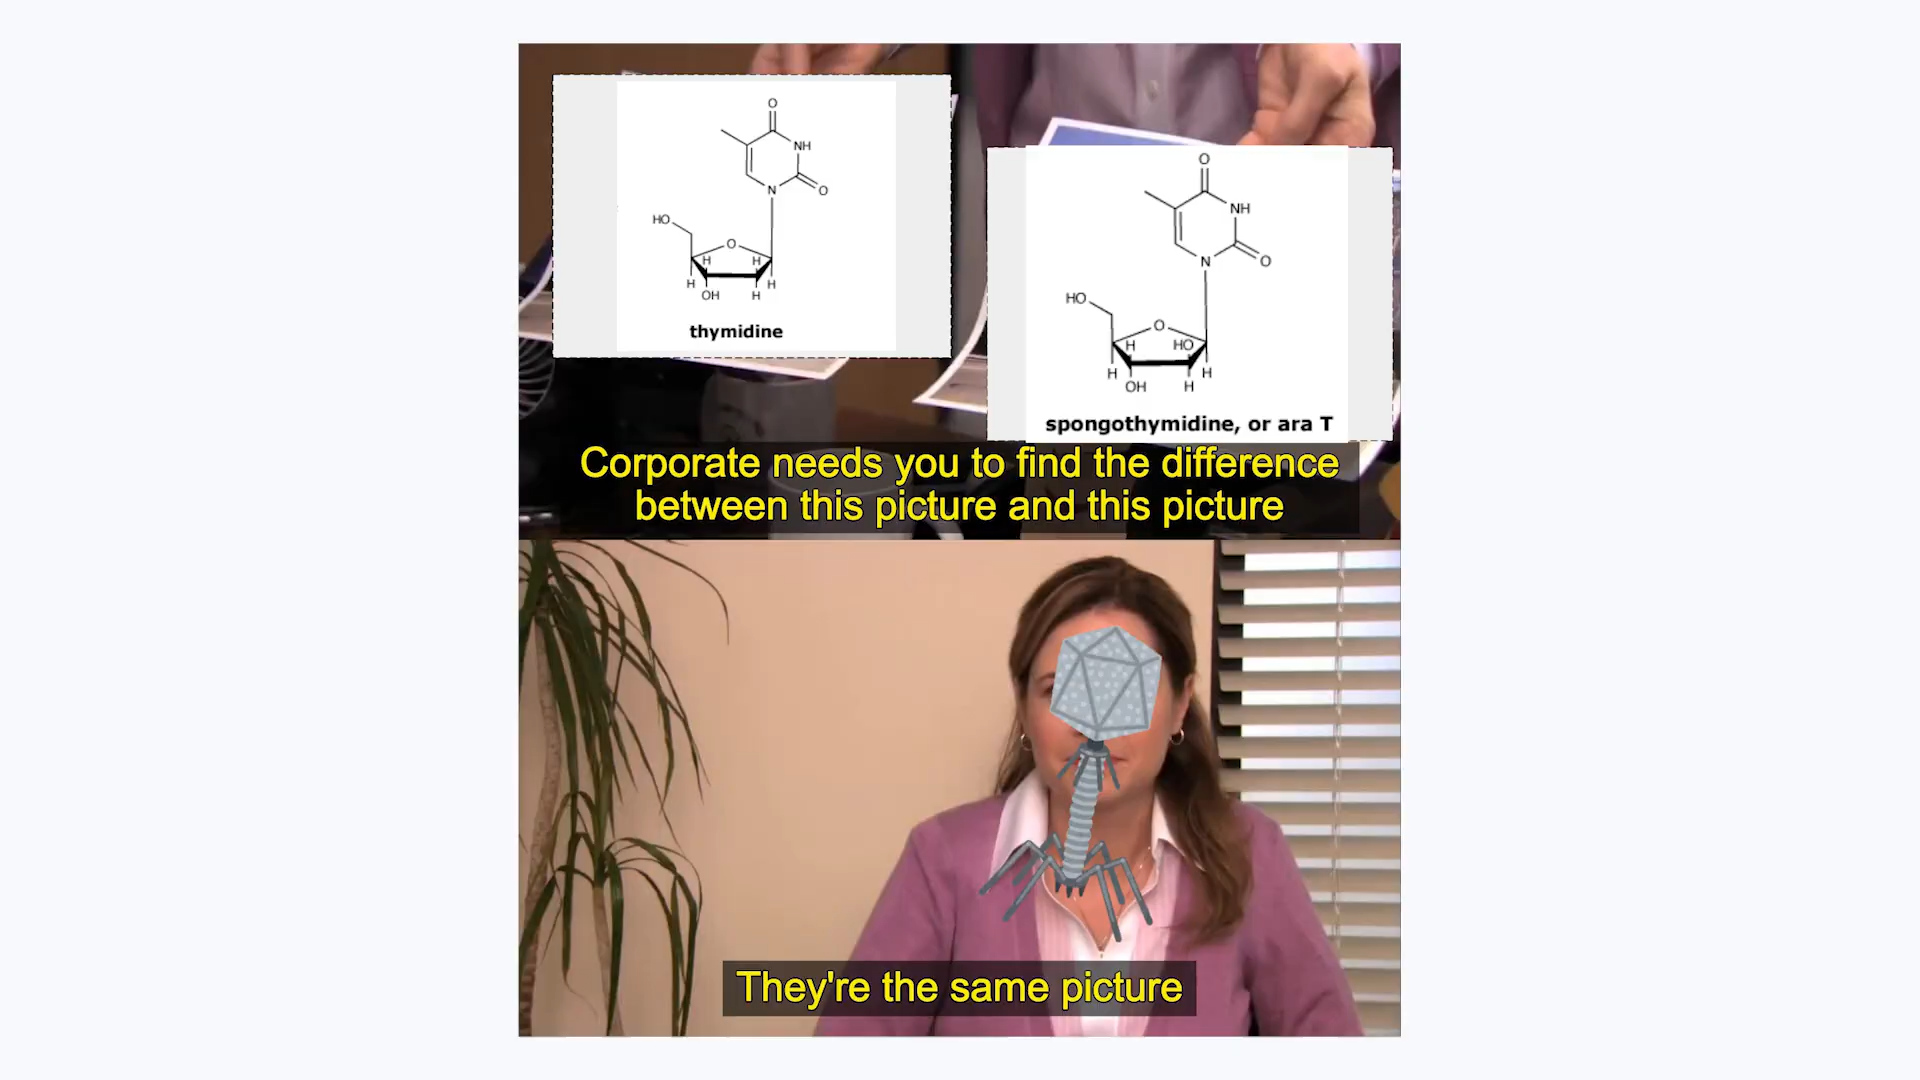 O
NH
N
O
HO
O
H
H
H
OH
H
H
thymidine
O
NH
N
O
HO
O
H
HO
H
H
OH
H
spongothymidine, or ara T
Corporate needs you to find the difference
between this picture and this picture
They're the same picture